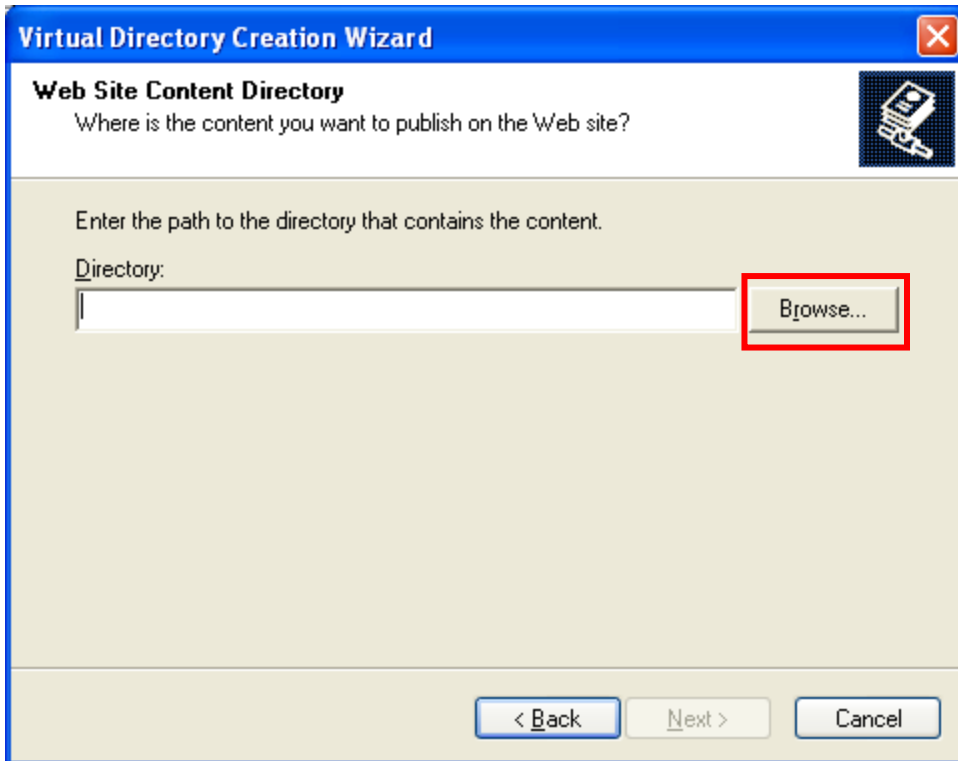 Virtual Directory Creation Wizard
Web Site Content Directory
Where is the content you want to publish on the Web site?
Enter the path to the directory that contains the content.
Directory:
Browse...
< Back
Next >
Cancel